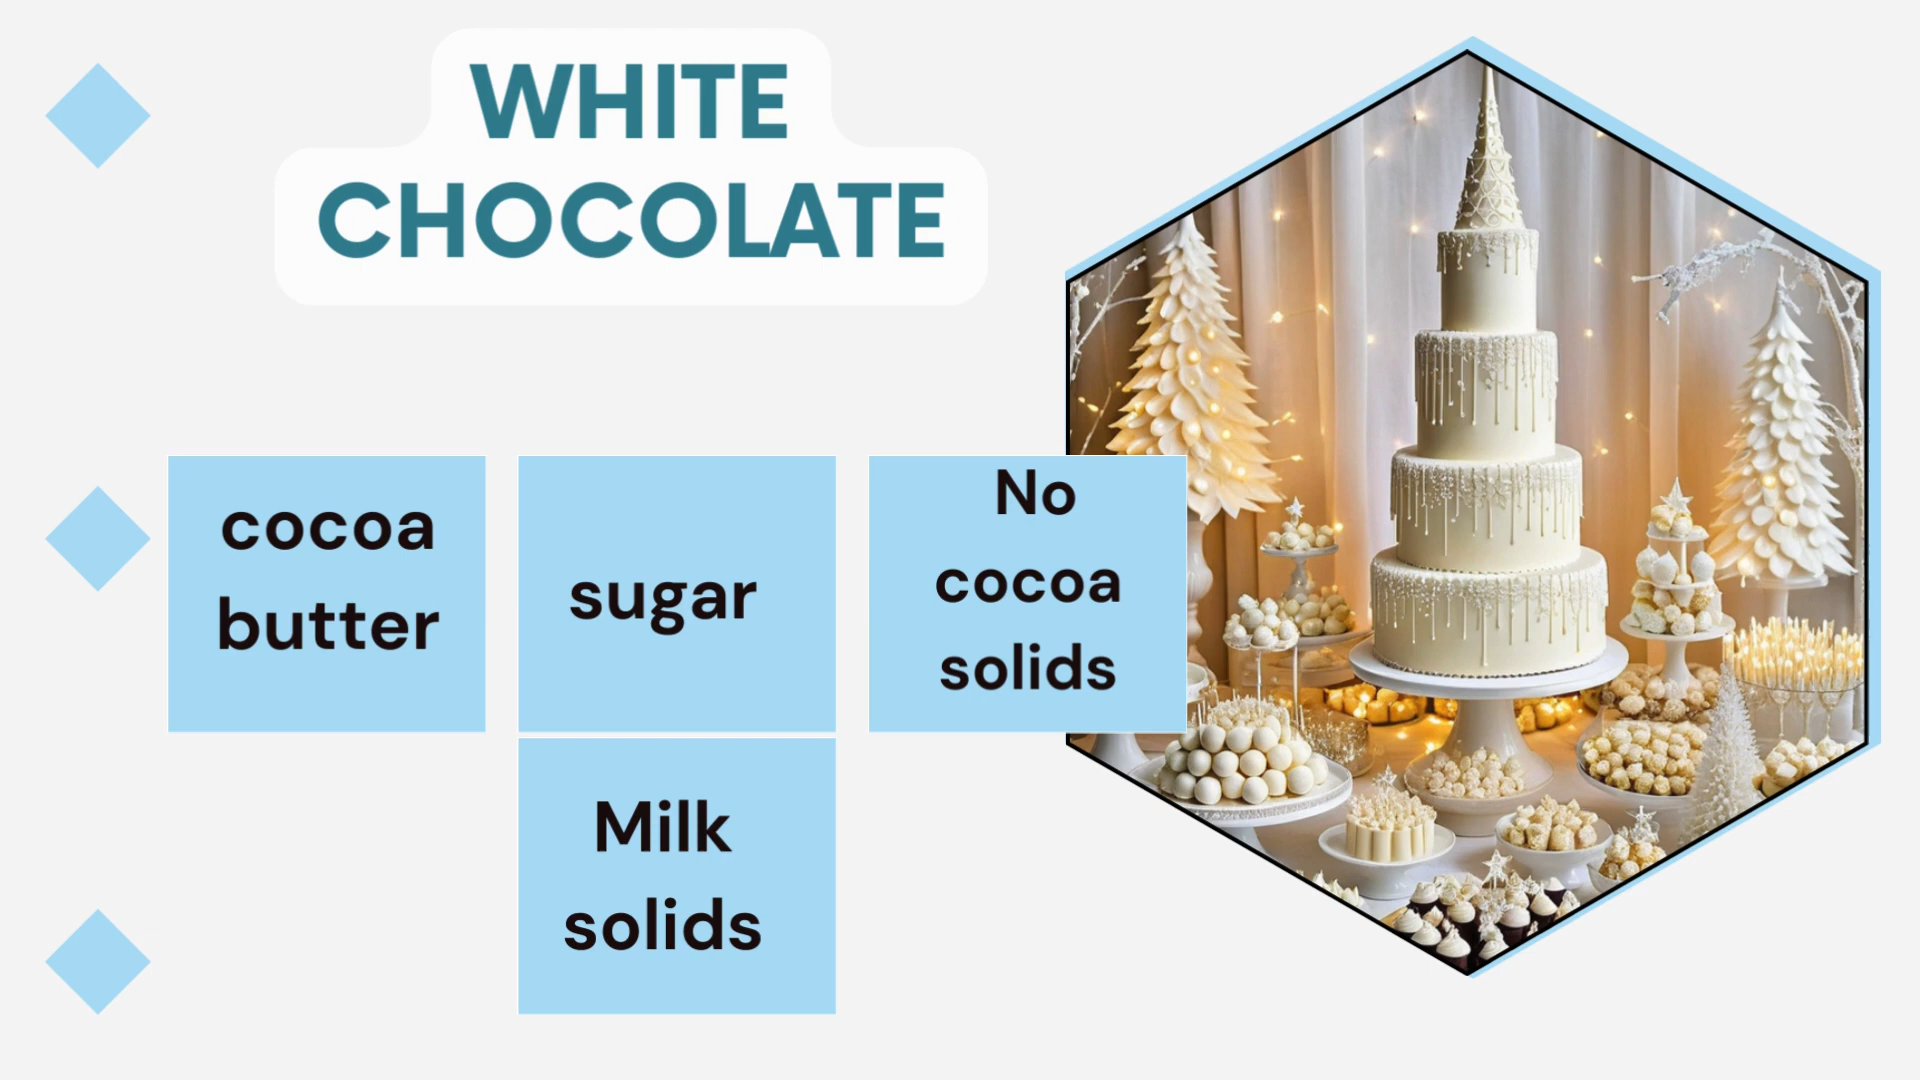 WHITE
CHOCOLATE
cocoa
butter
sugar
No
cocoa
solids
Milk
solids